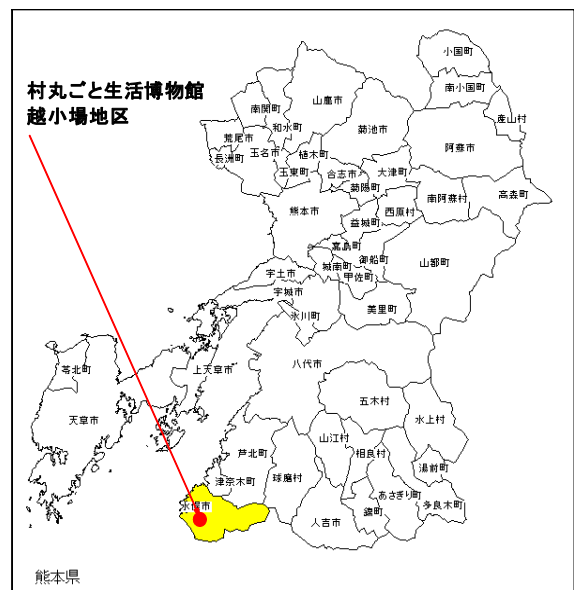 村丸ごと生活博物館
越小場地区
小国町
南小国町
産山村
山鹿市
南関町
和水町
菊池市
荒尾市
玉名市
植木町
阿蘇市
長洲町
玉東町
合志市
大津町
菊陽町
熊本市
西原村
南阿蘇村
高森町
益城町
嘉島町
御船町
山都町
宇土市
城南町
甲佐町
宇城市
美里町
氷川町
八代市
上天草市
苓北町
天草市
五木村
水上村
芦北町
山江村
相良村
湯前町
津奈木町
球磨村
あさぎり町
多良木町
水俣市
人吉市
錦町
熊本県